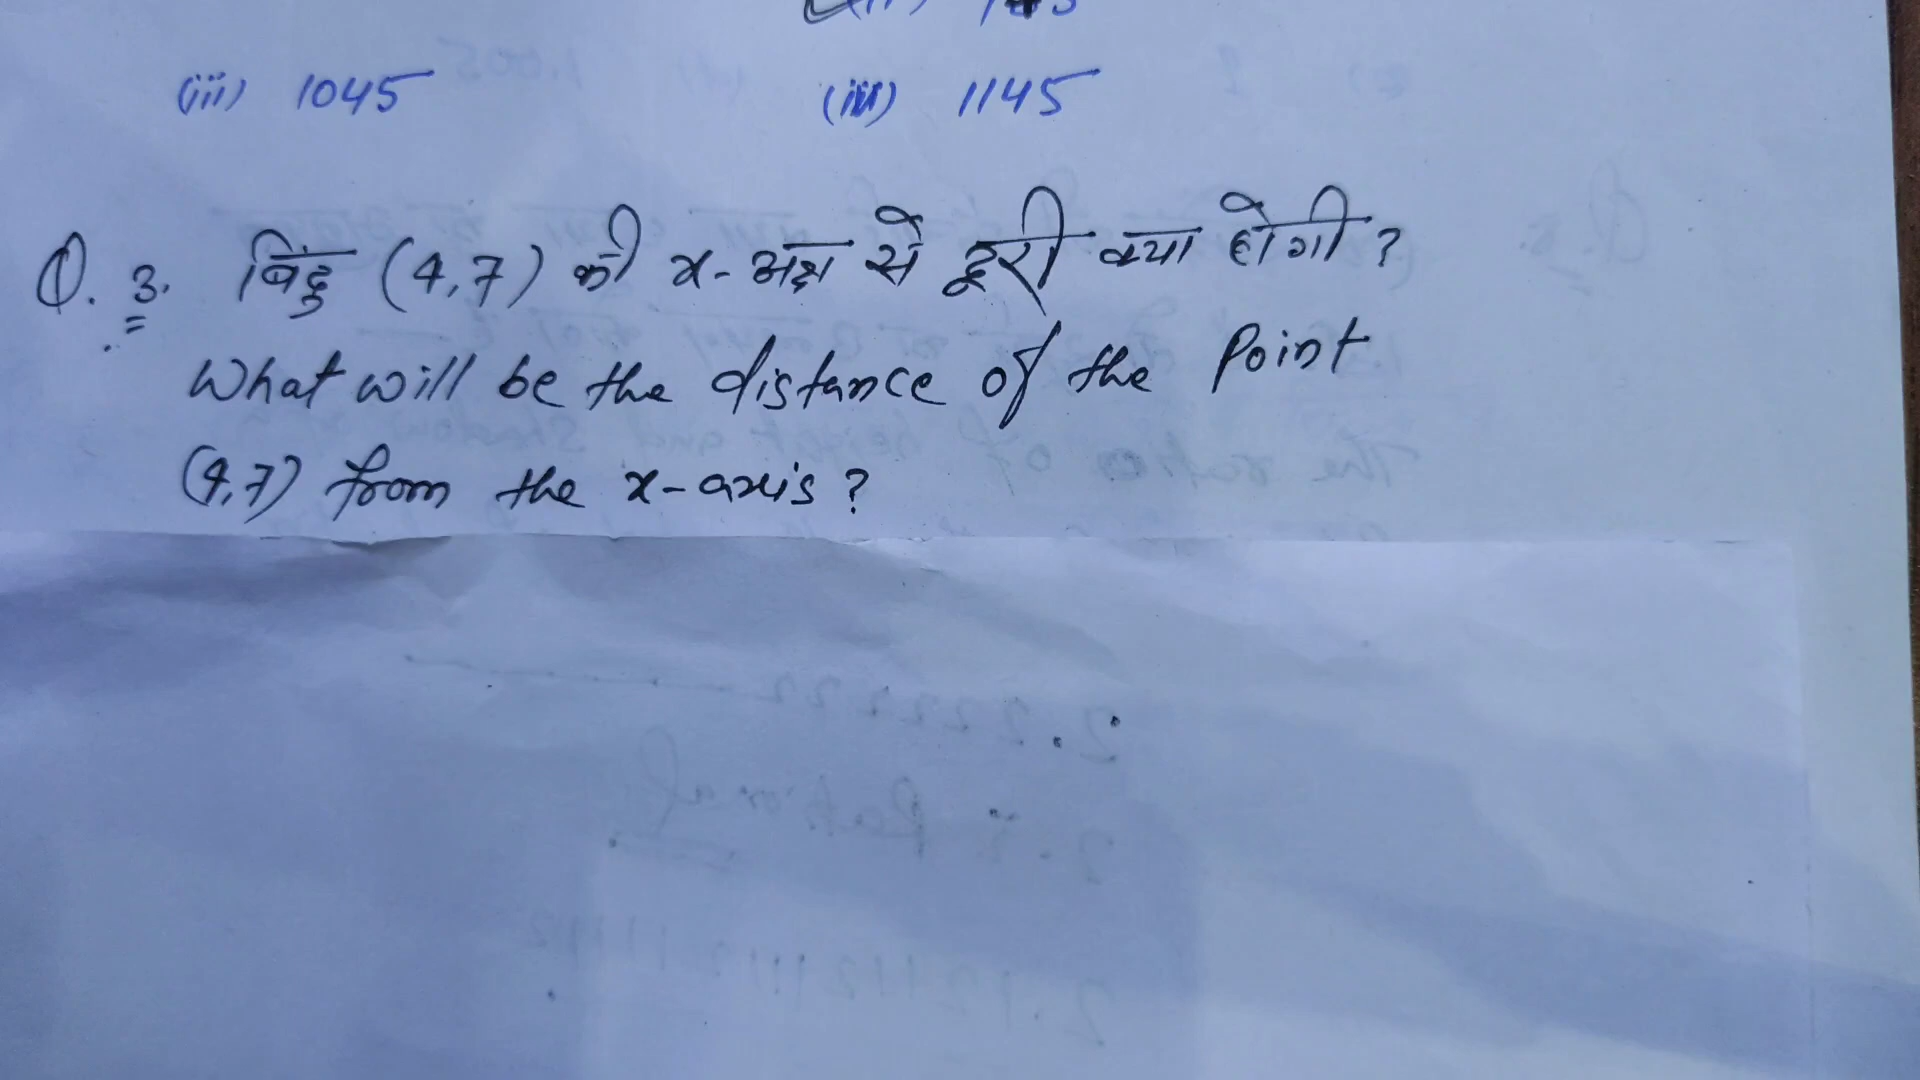 (iii) 1045 (iv) 1145
Q. 3. बिंदु (4,7) की x-अक्ष से दूरी क्या होगी?
What will be the distance of the Point
(4,7) from the x-axis?